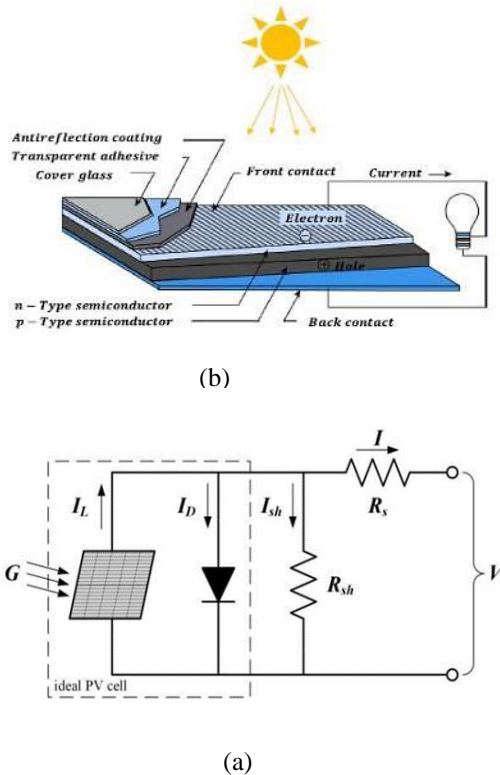 Antireflection coating
Transparent adhesive
Cover glass
Front contact
Current →
Electron
−
+ Hole
n − Type semiconductor
p − Type semiconductor
Back contact
(b)
I
I_L
I_D
I_sh
R_s
G
R_sh
V
ideal PV cell
(a)